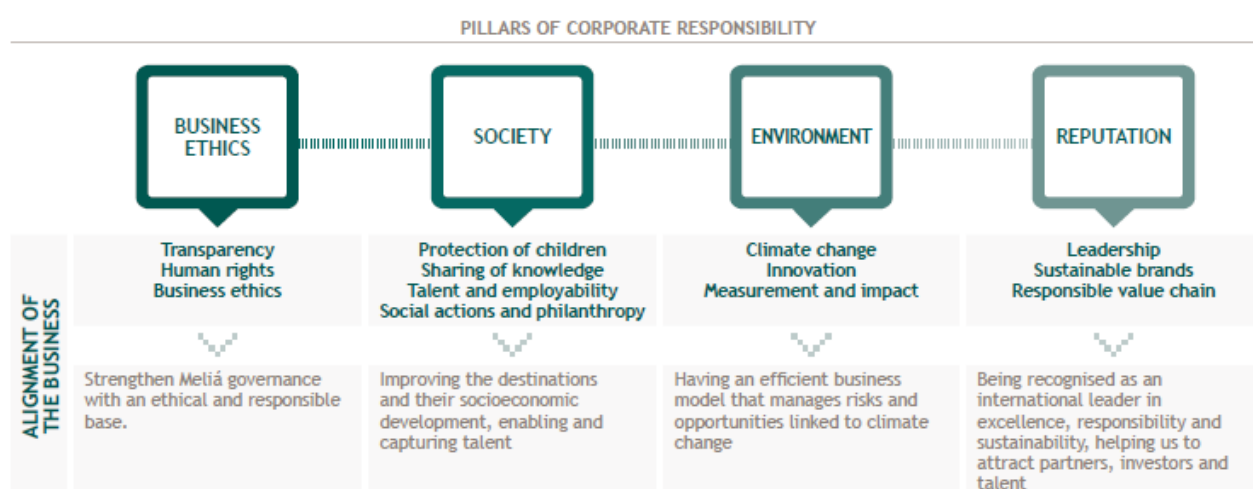 PILLARS OF CORPORATE RESPONSIBILITY
BUSINESS
ETHICS
SOCIETY
ENVIRONMENT
REPUTATION
ALIGNMENT OF
THE BUSINESS
Transparency
Human rights
Business ethics
Protection of children
Sharing of knowledge
Talent and employability
Social actions and philanthropy
Climate change
Innovation
Measurement and impact
Leadership
Sustainable brands
Responsible value chain
Strengthen Meliá governance
with an ethical and responsible
base.
Improving the destinations
and their socioeconomic
development, enabling and
capturing talent
Having an efficient business
model that manages risks and
opportunities linked to climate
change
Being recognised as an
international leader in
excellence, responsibility and
sustainability, helping us to
attract partners, investors and
talent